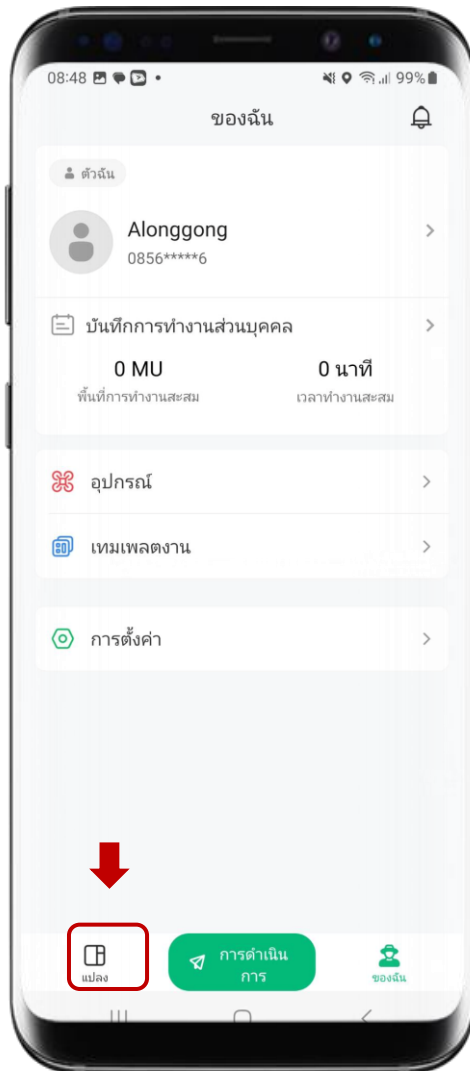 08:48
99%
ของฉัน
ตัวฉัน
Alonggong
0856*****6
บันทึกการทำงานส่วนบุคคล
0 MU
0 นาที
พื้นที่การทำงานสะสม
เวลาทำงานสะสม
อุปกรณ์
เทมเพลตงาน
การตั้งค่า
แปลง
การดำเนิน
การ
ของฉัน